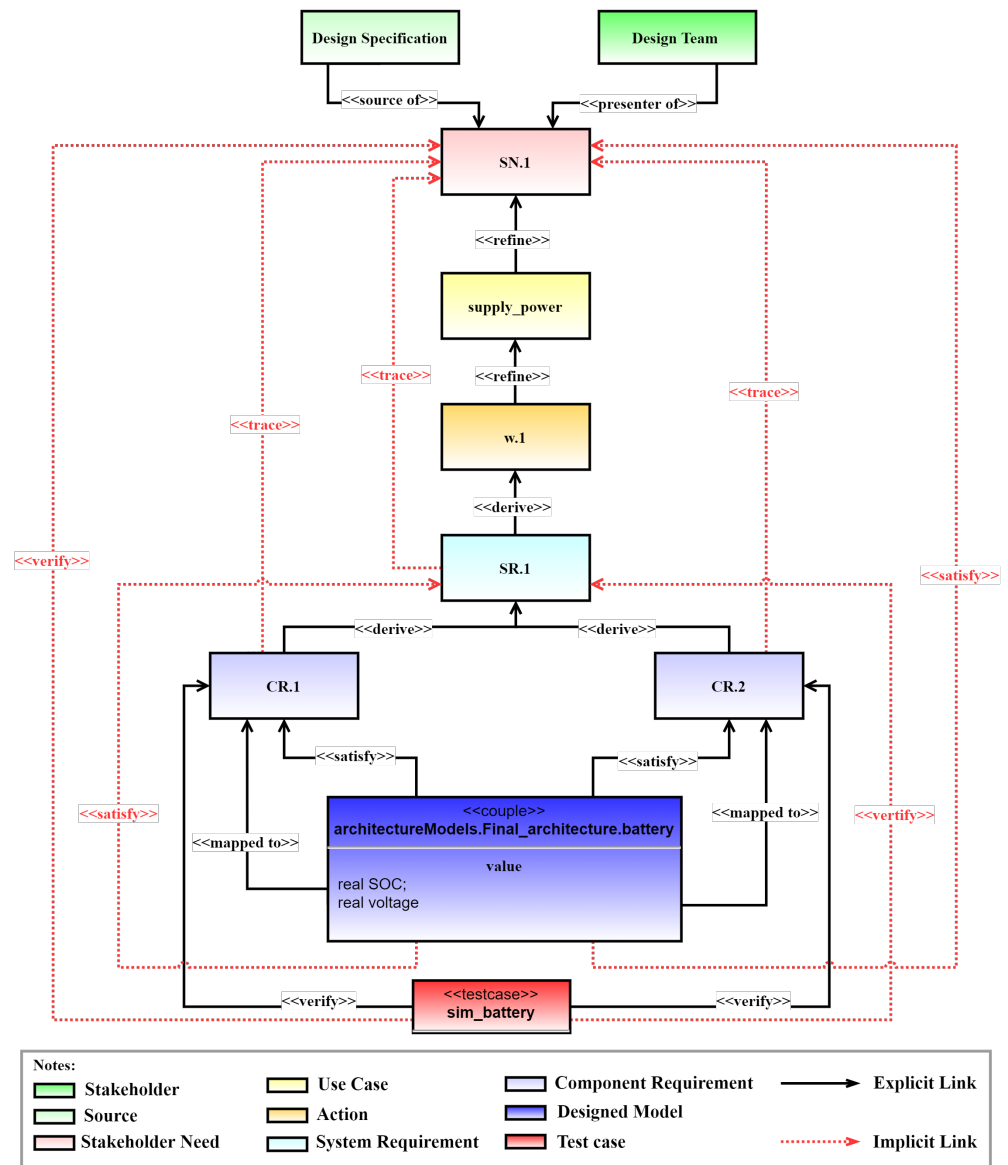 Design Specification
Design Team
<<source of>>
<<presenter of>>
SN.1
<<refine>>
supply_power
<<trace>>
<<refine>>
<<trace>>
<<trace>>
w.1
<<derive>>
<<verify>>
SR.1
<<satisfy>>
<<derive>>
<<derive>>
CR.1
CR.2
<<satisfy>>
<<satisfy>>
<<satisfy>>
<<couple>>
architectureModels.Final_architecture.battery
<<mapped to>>
<<vertify>>
<<mapped to>>
value
real SOC;
real voltage
<<verify>>
<<testcase>>
sim_battery
<<verify>>
Notes:
Stakeholder
Use Case
Component Requirement
Explicit Link
Source
Action
Designed Model
Stakeholder Need
System Requirement
Test case
Implicit Link